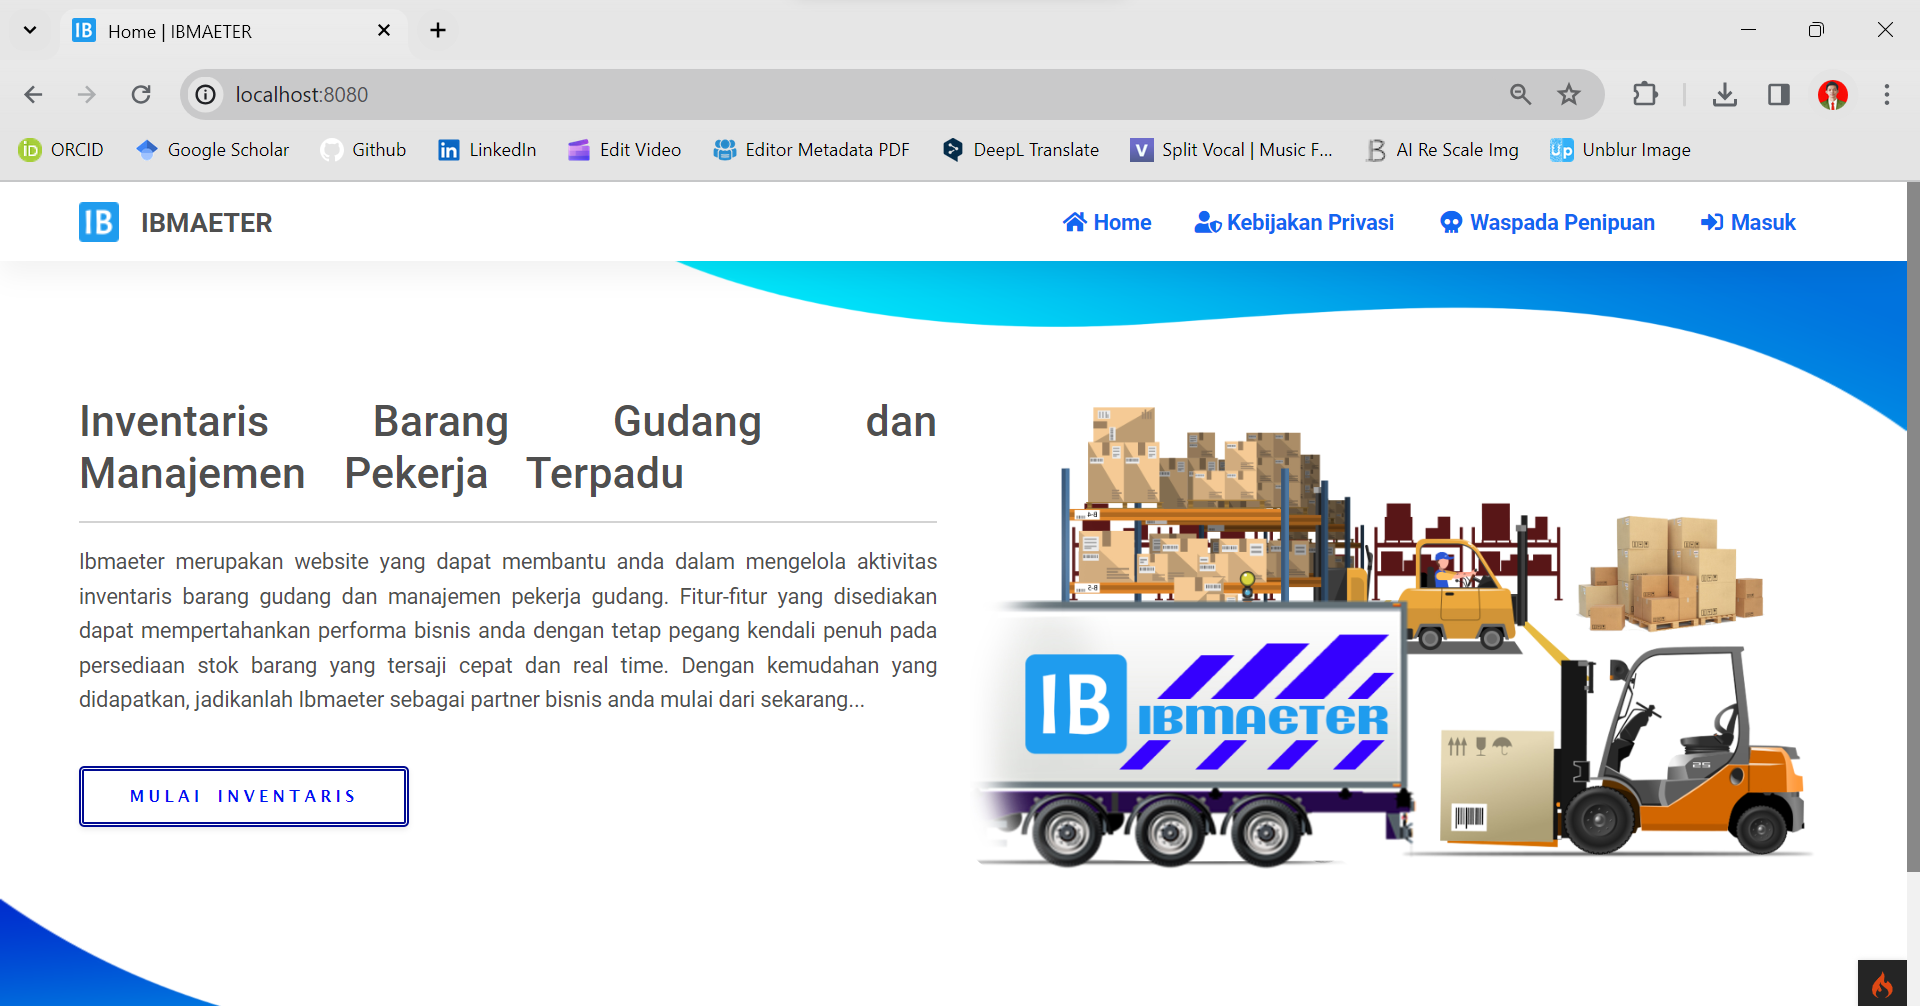 IB Home | IBMAETER
localhost:8080
iD ORCID Google Scholar Github in LinkedIn Edit Video Editor Metadata PDF DeepL Translate V Split Vocal | Music F... B AI Re Scale Img Up Unblur Image
IB IBMAETER Home Kebijakan Privasi Waspada Penipuan Masuk
Inventaris Barang Gudang dan
Manajemen Pekerja Terpadu
Ibmaeter merupakan website yang dapat membantu anda dalam mengelola aktivitas
inventaris barang gudang dan manajemen pekerja gudang. Fitur-fitur yang disediakan
dapat mempertahankan performa bisnis anda dengan tetap pegang kendali penuh pada
persediaan stok barang yang tersaji cepat dan real time. Dengan kemudahan yang
didapatkan, jadikanlah Ibmaeter sebagai partner bisnis anda mulai dari sekarang...
MULAI INVENTARIS
IB IBMAETER
25